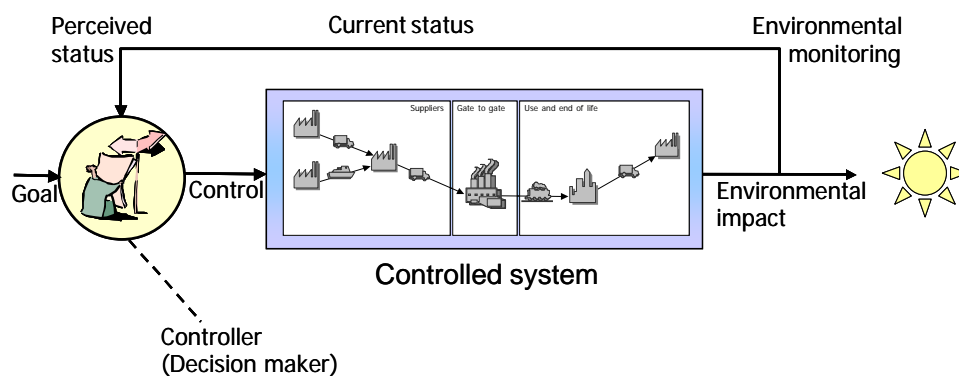 Perceived
status
Current status
Environmental
monitoring
Suppliers
Gate to gate
Use and end of life
Goal
Control
Environmental
impact
Controlled system
Controller
(Decision maker)